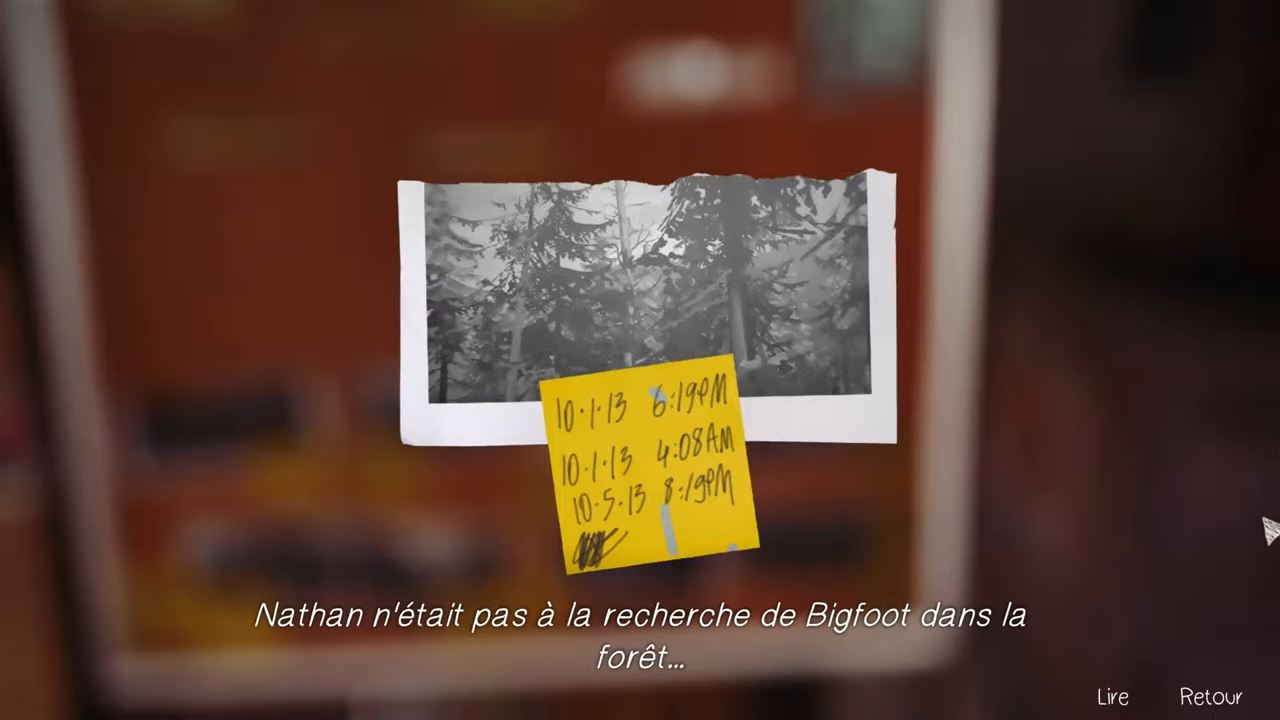 10·1·13 6:19PM
10·1·13 4:08AM
10·5·13 8:19PM
Nathan n'était pas à la recherche de Bigfoot dans la
forêt...
Lire Retour